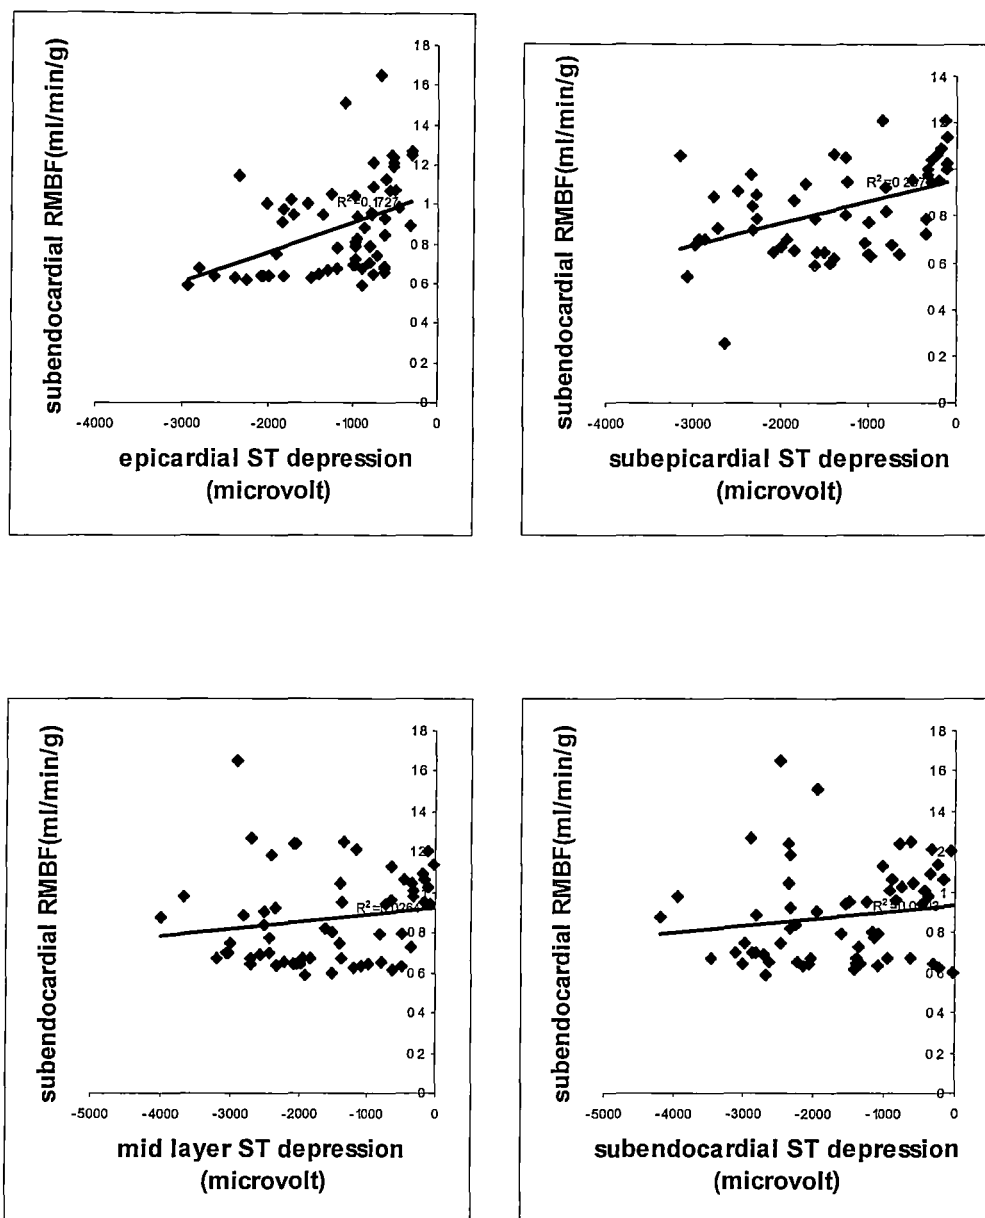 subendocardial RMBF(ml/min/g)
18
16
14
12
1
08
06
04
02
0
R²=0.1727
-4000 -3000 -2000 -1000 0
epicardial ST depression
(microvolt)
subendocardial RMBF(ml/min/g)
14
12
1
08
06
04
02
0
-4000 -3000 -2000 -1000 0
subepicardial ST depression
(microvolt)
subendocardial RMBF(ml/min/g)
18
16
14
12
1
08
06
04
02
0
-5000 -4000 -3000 -2000 -1000 0
mid layer ST depression
(microvolt)
subendocardial RMBF(ml/min/g)
18
16
14
12
1
08
06
04
02
0
-5000 -4000 -3000 -2000 -1000 0
subendocardial ST depression
(microvolt)